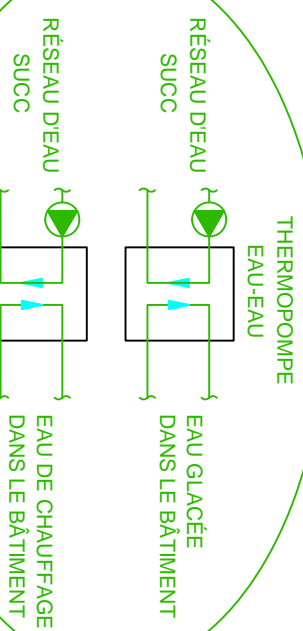 THERMOPOMPE
EAU-EAU
RÉSEAU D'EAU
SUCC
EAU GLACÉE
DANS LE BÂTIMENT
RÉSEAU D'EAU
SUCC
EAU DE CHAUFFAGE
DANS LE BÂTIMENT